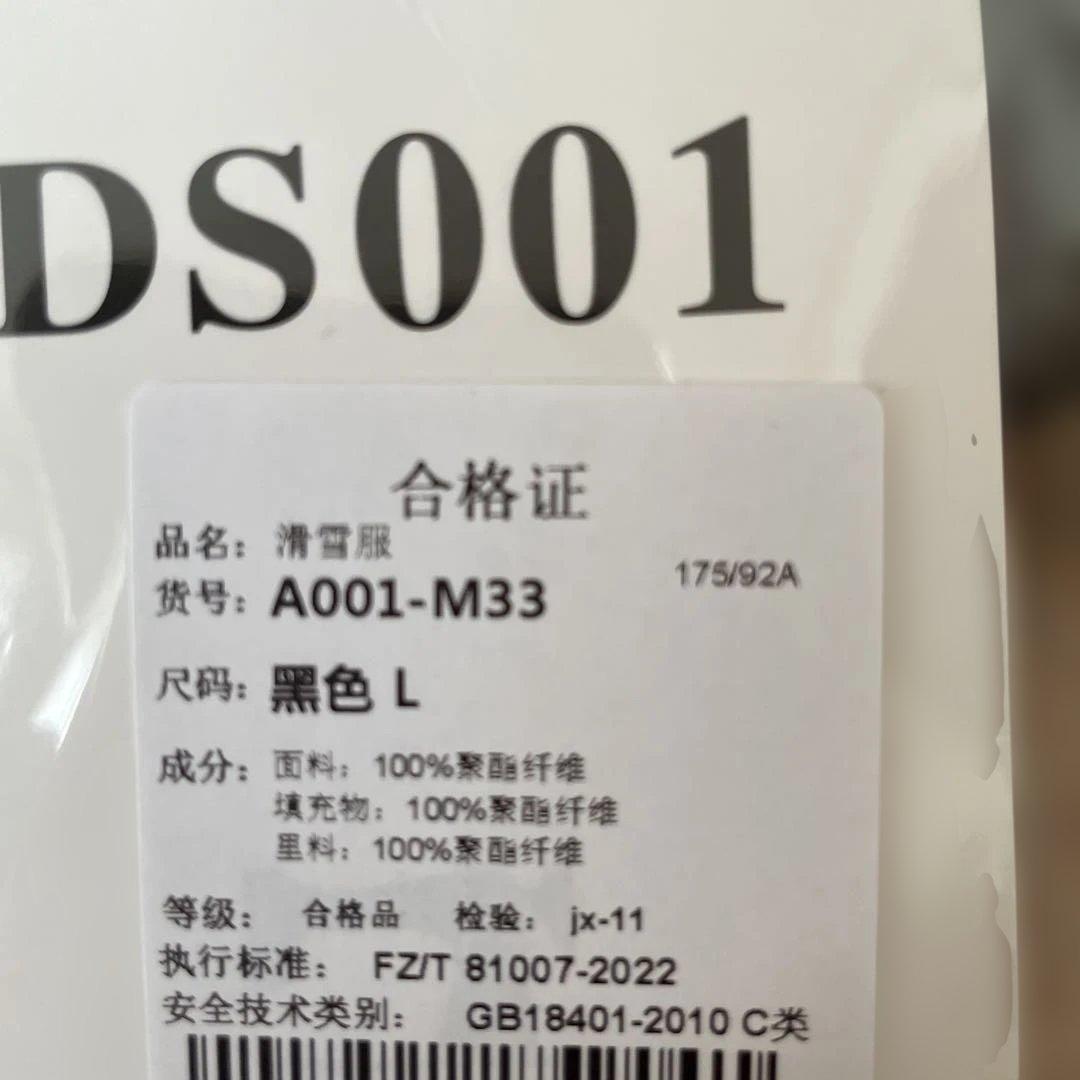 DS001
合格证
品名: 滑雪服
175/92A
货号: A001-M33
尺码: 黑色 L
成分: 面料: 100%聚酯纤维
填充物: 100%聚酯纤维
里料: 100%聚酯纤维
等级: 合格品 检验: jx-11
执行标准: FZ/T 81007-2022
安全技术类别: GB18401-2010 C类